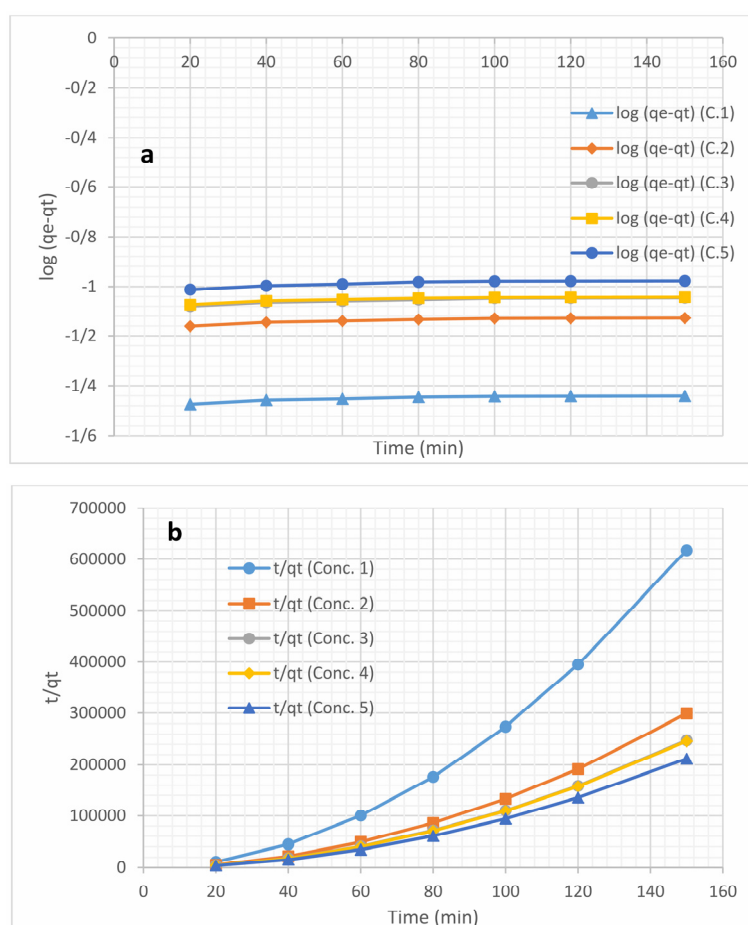 0
0 20 40 60 80 100 120 140 160
-0/2
-0/4
-0/6
-0/8
-1
-1/2
-1/4
-1/6
log (qe-qt)
a
log (qe-qt) (C.1)
log (qe-qt) (C.2)
log (qe-qt) (C.3)
log (qe-qt) (C.4)
log (qe-qt) (C.5)
Time (min)
700000
600000
500000
400000
300000
200000
100000
0
t/qt
b
t/qt (Conc. 1)
t/qt (Conc. 2)
t/qt (Conc. 3)
t/qt (Conc. 4)
t/qt (Conc. 5)
0 20 40 60 80 100 120 140 160
Time (min)